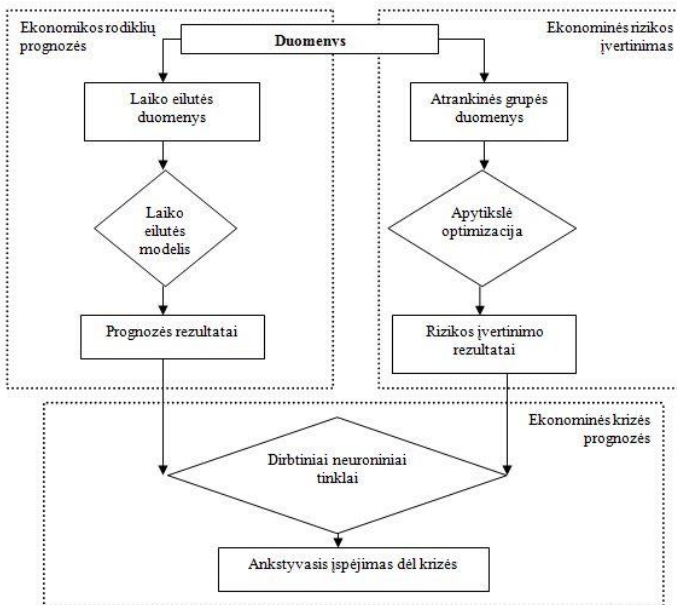 Ekonomikos rodiklių
prognozės
Duomenys
Ekonominės rizikos
įvertinimas
Laiko eilutės
duomenys
Atrankinės grupės
duomenys
Laiko
eilutės
modelis
Apytikslė
optimizacija
Prognozės rezultatai
Rizikos įvertinimo
rezultatai
Ekonominės krizės
prognozės
Dirbtiniai neuroniniai
tinklai
Ankstyvasis įspėjimas dėl krizės